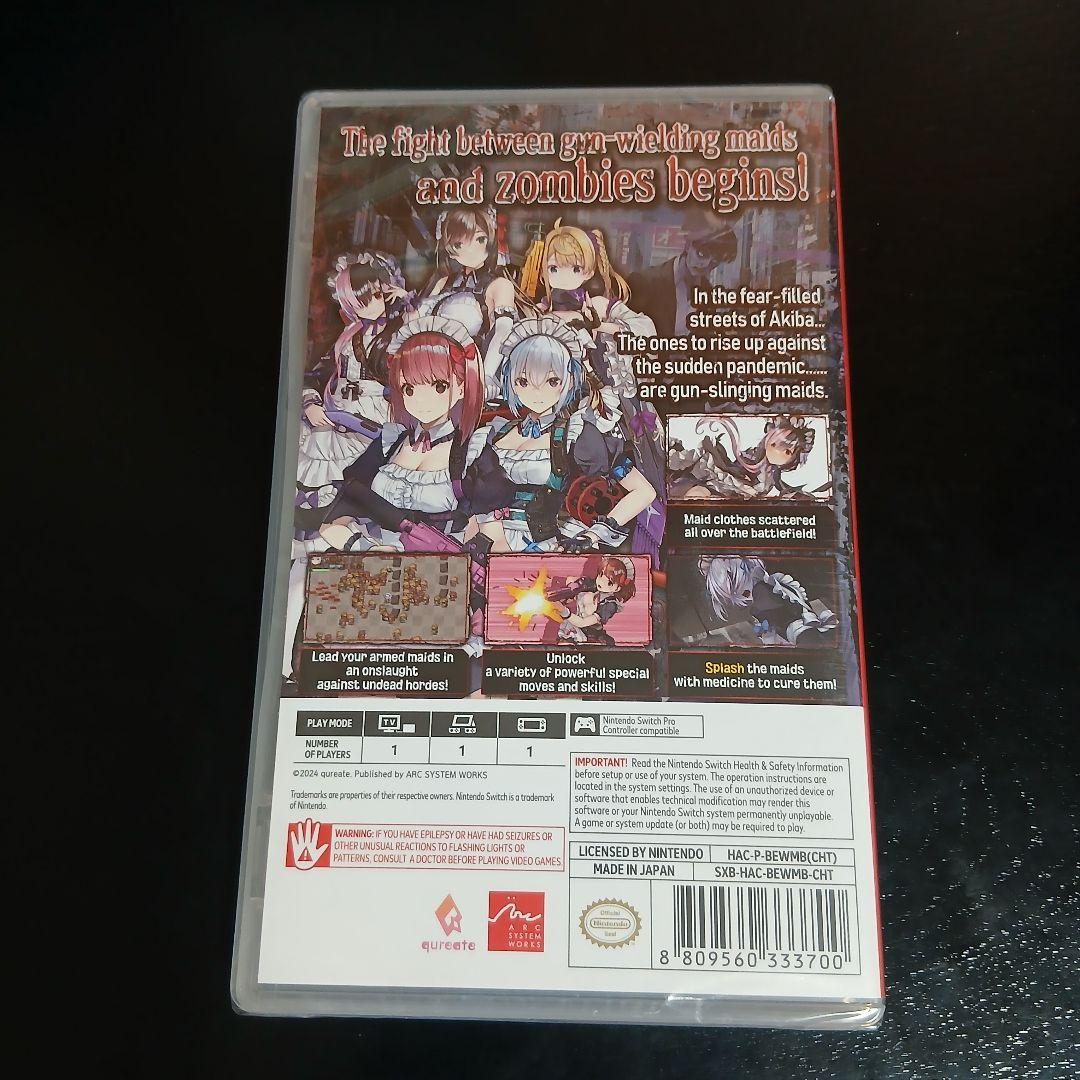 The fight between gun-wielding maids
and zombies begins!
In the fear-filled
streets of Akiba...
The ones to rise up against
the sudden pandemic......
are gun-slinging maids.
Maid clothes scattered
all over the battlefield!
Lead your armed maids in
an onslaught
against undead hordes!
Unlock
a variety of powerful special
moves and skills!
Splash the maids
with medicine to cure them!
PLAY MODE
TV
NUMBER
OF PLAYERS
1
1
1
Nintendo Switch Pro
Controller compatible
©2024 qureate. Published by ARC SYSTEM WORKS
Trademarks are properties of their respective owners. Nintendo Switch is a trademark
of Nintendo.
WARNING: IF YOU HAVE EPILEPSY OR HAVE HAD SEIZURES OR
OTHER UNUSUAL REACTIONS TO FLASHING LIGHTS OR
PATTERNS, CONSULT A DOCTOR BEFORE PLAYING VIDEO GAMES.
IMPORTANT! Read the Nintendo Switch Health & Safety Information
before setup or use of your system. The operation instructions are
located in the system settings. The use of an unauthorized device or
software that enables technical modification may render this
software or your Nintendo Switch system permanently unplayable.
A game or system update (or both) may be required to play.
LICENSED BY NINTENDO
HAC-P-BEWMB(CHT)
MADE IN JAPAN
SXB-HAC-BEWMB-CHT
qureate
ARC
SYSTEM
WORKS
Official
Nintendo
Seal
8 809560 333700